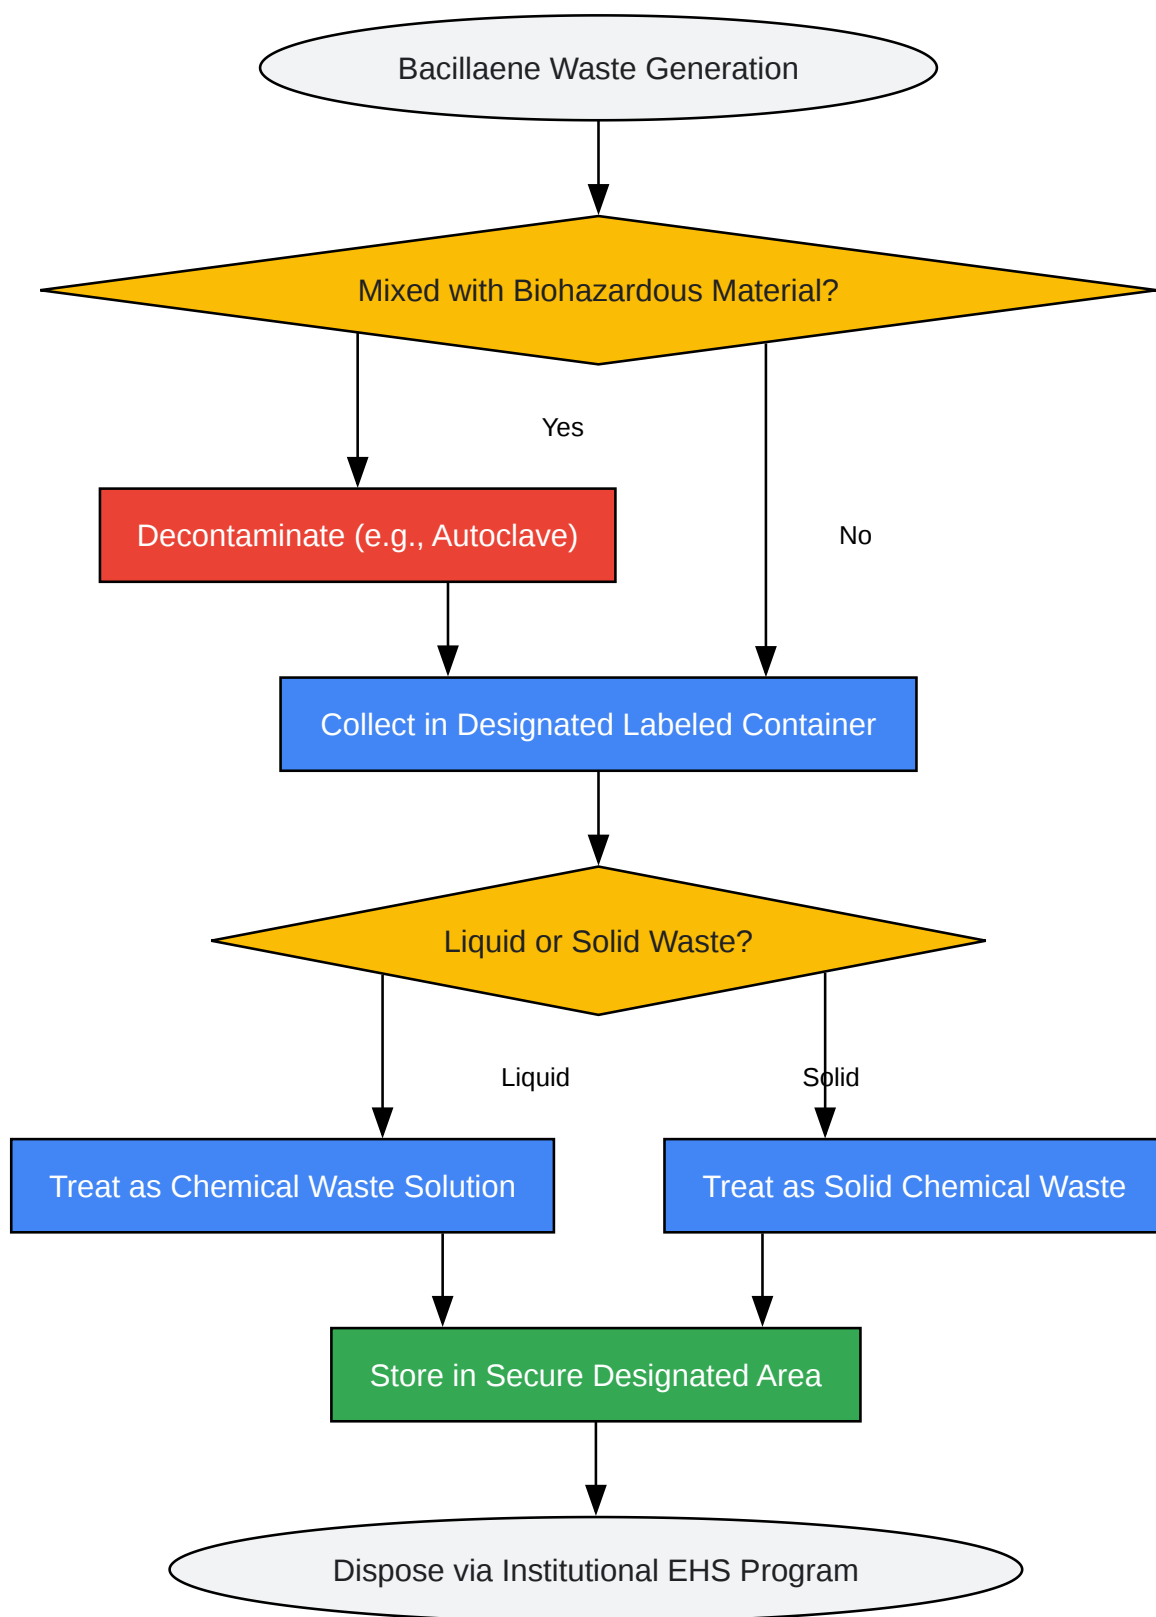 Bacillaene Waste Generation
Mixed with Biohazardous Material?
Yes
Decontaminate (e.g., Autoclave)
No
Collect in Designated Labeled Container
Liquid or Solid Waste?
Liquid
Solid
Treat as Chemical Waste Solution
Treat as Solid Chemical Waste
Store in Secure Designated Area
Dispose via Institutional EHS Program